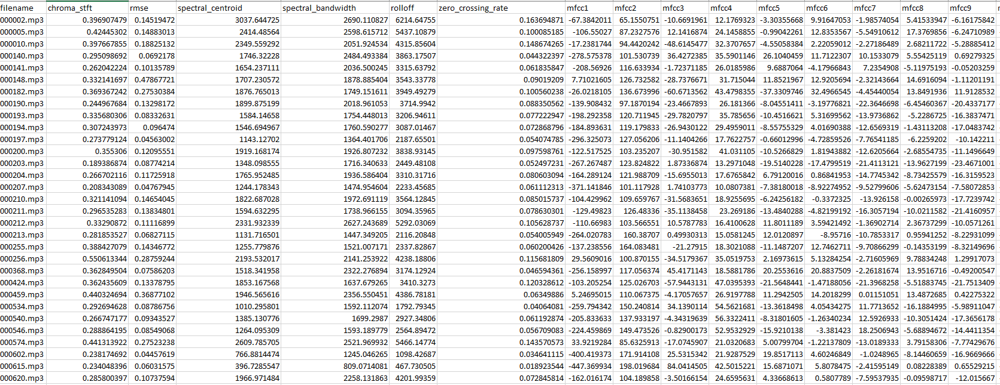 filename chroma_stft rmse spectral_centroid spectral_bandwidth rolloff zero_crossing_rate mfcc1 mfcc2 mfcc3 mfcc4 mfcc5 mfcc6 mfcc7 mfcc8 mfcc9
000002.mp3 0.396907479 0.14519472 3037.644725 2690.110827 6214.64755 0.163694871 -67.3842011 65.1550751 -10.6691961 12.1769323 -3.30355668 9.91647053 -1.98574054 5.41533947 -6.16175842
000005.mp3 0.42445302 0.14883013 2414.48564 2598.615712 5437.10879 0.100085185 -106.55027 87.2327576 12.1416874 24.1458855 -0.99042261 12.8353567 -5.54910612 17.3769856 -6.24710989
000010.mp3 0.397667855 0.18825132 2349.559292 2051.924534 4315.85604 0.148674265 -17.2381744 94.4420242 -48.6145477 32.3707657 -4.55058384 2.22059012 -2.27186489 2.68211722 -5.28885412
000140.mp3 0.295098692 0.0692178 1746.32228 2484.493384 3863.17507 0.044322397 -278.575378 101.530739 36.4272385 35.5901146 26.1040459 11.7122307 10.1533079 5.55425119 0.69279325
000141.mp3 0.262042224 0.10135789 1654.237111 2036.500245 3315.63792 0.061835847 -208.56926 116.633934 -1.72371185 26.0185986 9.6887064 -4.17966843 7.2354908 -5.11975193 -0.05203259
000148.mp3 0.332141697 0.47867721 1707.230572 1878.885404 3543.33778 0.09019209 7.71021605 126.732582 -28.7376671 31.715044 11.8521967 12.9205694 -2.32143664 14.6916094 -1.11201191
000182.mp3 0.369367242 0.27530384 1876.765013 1749.151611 3949.49279 0.100560238 -26.0218105 136.673996 -60.6713562 43.4798355 -37.3309746 32.4966545 -4.45440054 13.8491936 11.9128532
000190.mp3 0.244967684 0.13298172 1899.875199 2018.961053 3714.9942 0.088350562 -139.908432 97.1870194 -23.4667893 26.181366 -8.04551411 -3.19776821 -22.3646698 -6.45460367 -20.4337177
000193.mp3 0.335680306 0.08332631 1584.14658 1754.448013 3206.94611 0.077222947 -198.292358 120.711945 -29.7820797 35.785656 -10.4516621 5.31699562 -13.9736862 -5.2286725 -16.3837471
000194.mp3 0.307243973 0.096474 1546.694967 1760.590277 3087.01467 0.072868796 -184.893631 119.179833 -26.9430122 29.4959011 -8.55755329 4.01690388 -12.6569319 -1.43113208 -17.0483742
000197.mp3 0.273779124 0.04563002 1143.12702 1364.401706 2187.65501 0.054074785 -296.325073 127.056206 -11.1404266 17.7622757 -0.66012996 -4.72859526 -7.76541185 -6.2259202 -10.142211
000200.mp3 0.355306 0.12095551 1919.168174 1926.807232 3838.93145 0.097598761 -122.517525 103.235207 -30.951582 41.031105 -10.5266829 1.81943882 -12.6205664 -2.68554735 -11.1496649
000203.mp3 0.189386874 0.08774214 1348.098555 1716.340633 2449.48108 0.052497231 -267.267487 123.824822 1.87336874 13.2971048 -19.5140228 -17.4799519 -21.4113121 -13.9627199 -23.4671001
000204.mp3 0.266702116 0.11725918 1765.952485 1936.586404 3310.31716 0.080603094 -164.289124 121.988709 -15.6955013 17.6765842 6.79120016 0.86841953 -14.7745342 -8.73425579 -16.3159523
000207.mp3 0.208343089 0.04767945 1244.178343 1474.954604 2233.45685 0.061112313 -371.141846 101.117928 1.74103773 10.0807381 -7.38180018 -8.92274952 -9.52799606 -5.62473154 -7.58072853
000210.mp3 0.321141094 0.14654045 1822.687028 1972.691119 3564.12845 0.085015737 -104.429962 109.659767 -31.5683651 18.9255695 -6.24256182 -0.3372325 -13.926158 -0.00265973 -17.7239742
000211.mp3 0.296535283 0.13834801 1594.632295 1738.966155 3094.35965 0.078630301 -129.49823 126.48336 -35.1138458 23.269186 -13.4840288 -4.82199192 -16.3057194 -10.0211582 -21.4160957
000212.mp3 0.33290872 0.11116899 2331.932339 2627.243689 5292.03069 0.105628737 -110.66983 103.566551 10.5787783 16.4100628 11.8011189 3.59421492 -1.36902714 2.36737299 -10.0571261
000213.mp3 0.281853527 0.06827115 1131.716501 1447.349205 2116.20848 0.054005949 -264.020783 160.38707 0.49930313 15.0581245 12.0120897 -8.95716 -10.7853317 0.95941252 -8.22931099
000255.mp3 0.388427079 0.14346772 1255.779876 1521.007171 2337.82867 0.060200426 -137.238556 164.083481 -21.27915 18.3021088 -11.1487207 12.7462711 -9.70866299 -0.14353199 -8.32149696
000256.mp3 0.550613344 0.28759244 2193.532017 2141.253922 4238.18806 0.115681809 29.5609016 100.870155 -34.5179367 35.0519753 2.16973615 5.13284254 -2.71605969 9.78834248 1.29917073
000368.mp3 0.362849504 0.07586203 1518.341958 2322.276894 3174.12924 0.046594361 -256.158997 117.056374 45.4171143 18.5881786 20.2553616 20.8837509 -2.26181674 13.9516716 -0.49200547
000424.mp3 0.362435609 0.13378795 1853.167568 1637.679265 3410.3273 0.120328612 -103.205254 125.026703 -57.9443131 47.0395393 -21.5648441 -1.47188056 -21.3968258 -5.51883745 -21.7513409
000459.mp3 0.440324694 0.36877102 1946.565616 2356.550451 4386.78181 0.06349886 5.24695015 110.067375 -4.17057657 26.9197788 11.2942505 14.2018299 0.01151051 13.4872685 0.42275322
000534.mp3 0.292694628 0.08786756 1010.295801 1592.112074 1792.79345 0.04064081 -259.794342 150.240814 34.1390114 54.5621681 -13.3618498 4.05434275 11.7713652 -16.1884995 -5.98911047
000540.mp3 0.266747177 0.09343527 1385.130776 1699.2987 2927.34806 0.061192874 -205.833633 137.933197 -4.34319639 56.3322411 -8.31801605 -1.26340234 12.5926933 -10.3051424 -17.3656178
000546.mp3 0.288864195 0.08549068 1264.095309 1593.189779 2564.89472 0.056709083 -224.459869 149.473526 -0.82900173 52.9532929 -15.9210138 -3.381423 18.2506943 -5.68894672 -14.4411354
000574.mp3 0.441313922 0.27523238 2609.785705 2521.969932 5466.14774 0.143570573 33.9219284 85.6325913 -17.0745907 21.0320683 5.00799704 -1.22137809 -13.0189333 3.79158306 -7.77429676
000602.mp3 0.238174692 0.04457619 766.8814474 1245.046265 1098.42687 0.034641115 -400.419373 171.914108 25.5315342 21.9287529 19.8517113 4.60246849 -1.0248965 -8.14460659 -16.9669666
000615.mp3 0.234048396 0.06031575 396.7285547 809.0714081 467.730505 0.018923544 -447.369934 198.019684 84.0414505 42.5015221 15.6871071 5.8078475 -2.41595149 0.08228389 0.65529215
000620.mp3 0.285800397 0.10737594 1966.971484 2258.131863 4201.99359 0.072845814 -162.016174 104.189858 -3.50166154 24.6595631 4.33668613 0.5807789 -7.59537935 -0.09598717 -12.015667